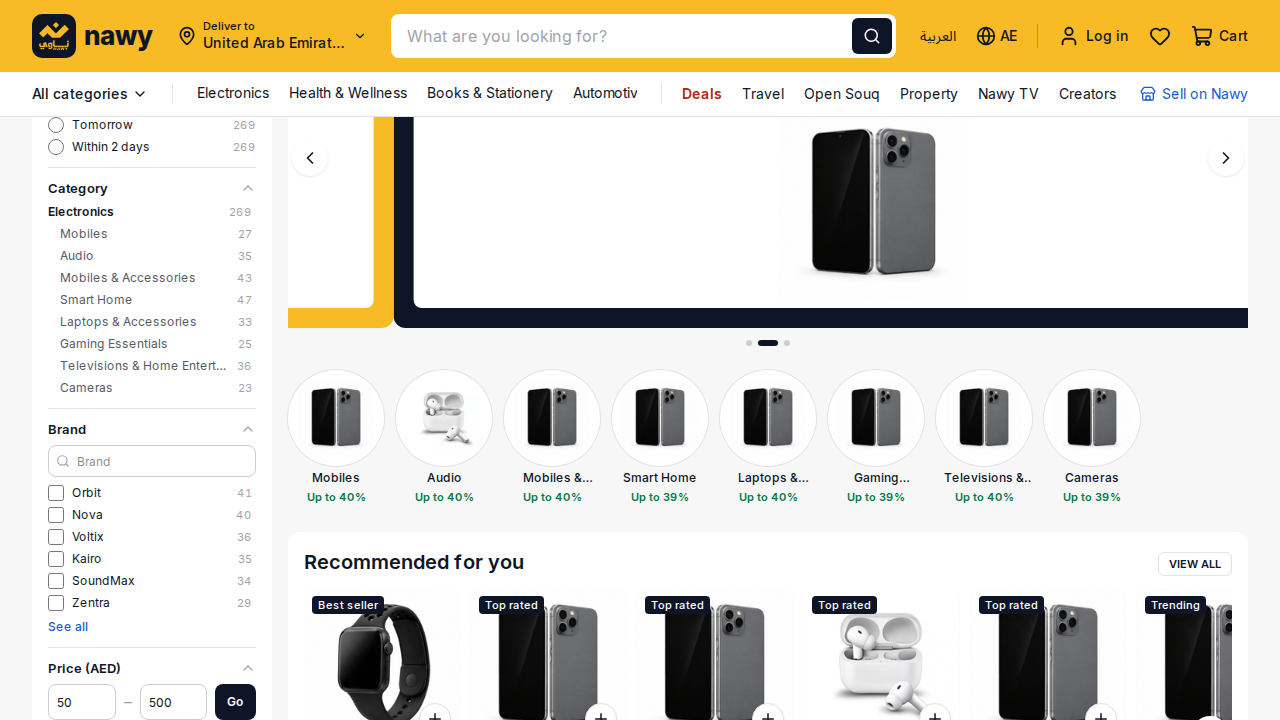 نـاوي
NAWY
nawy
Deliver to
United Arab Emirat...
What are you looking for?
العربية
AE
Log in
Cart
All categories
Electronics
Health & Wellness
Books & Stationery
Automotiv
Deals
Travel
Open Souq
Property
Nawy TV
Creators
Sell on Nawy
Tomorrow 269
Within 2 days 269
Category
Electronics 269
Mobiles 27
Audio 35
Mobiles & Accessories 43
Smart Home 47
Laptops & Accessories 33
Gaming Essentials 25
Televisions & Home Entert... 36
Cameras 23
Brand
Brand
Orbit 41
Nova 40
Voltix 36
Kairo 35
SoundMax 34
Zentra 29
See all
Price (AED)
50 — 500 Go
Mobiles
Up to 40%
Audio
Up to 40%
Mobiles &...
Up to 40%
Smart Home
Up to 39%
Laptops &...
Up to 40%
Gaming...
Up to 39%
Televisions &..
Up to 40%
Cameras
Up to 39%
Recommended for you
VIEW ALL
Best seller
Top rated
Top rated
Top rated
Top rated
Trending